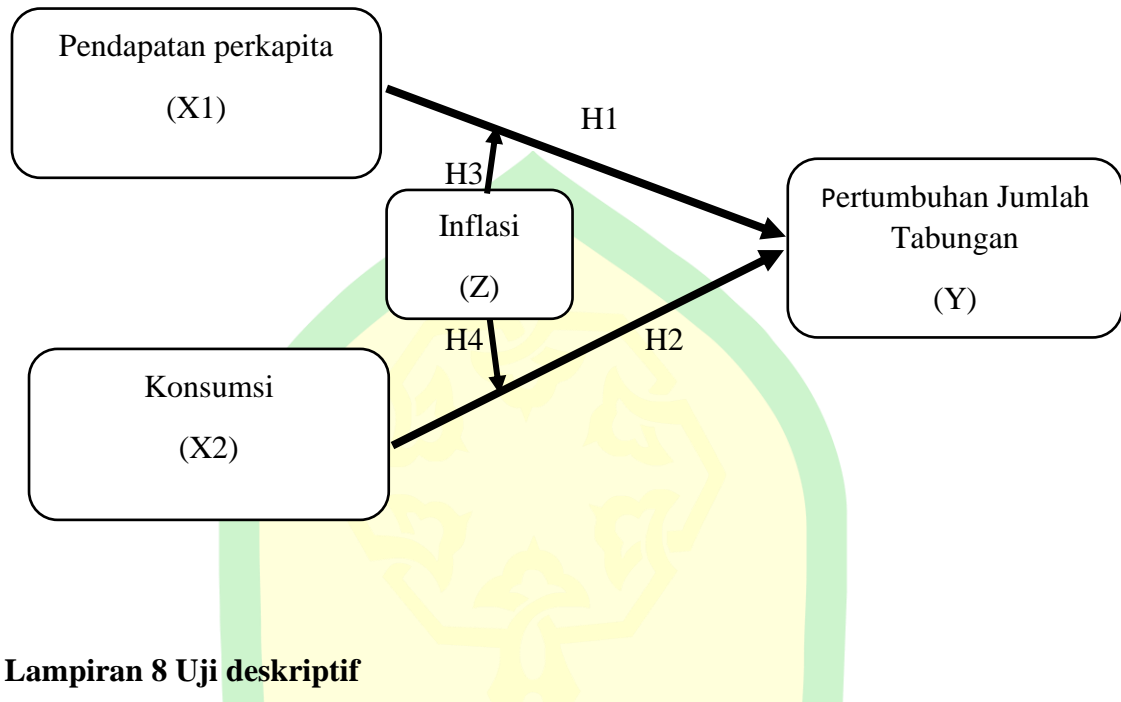 Pendapatan perkapita
(X1)
H1
H3
Inflasi
(Z)
Pertumbuhan Jumlah
Tabungan
(Y)
H4
H2
Konsumsi
(X2)
Lampiran 8 Uji deskriptif